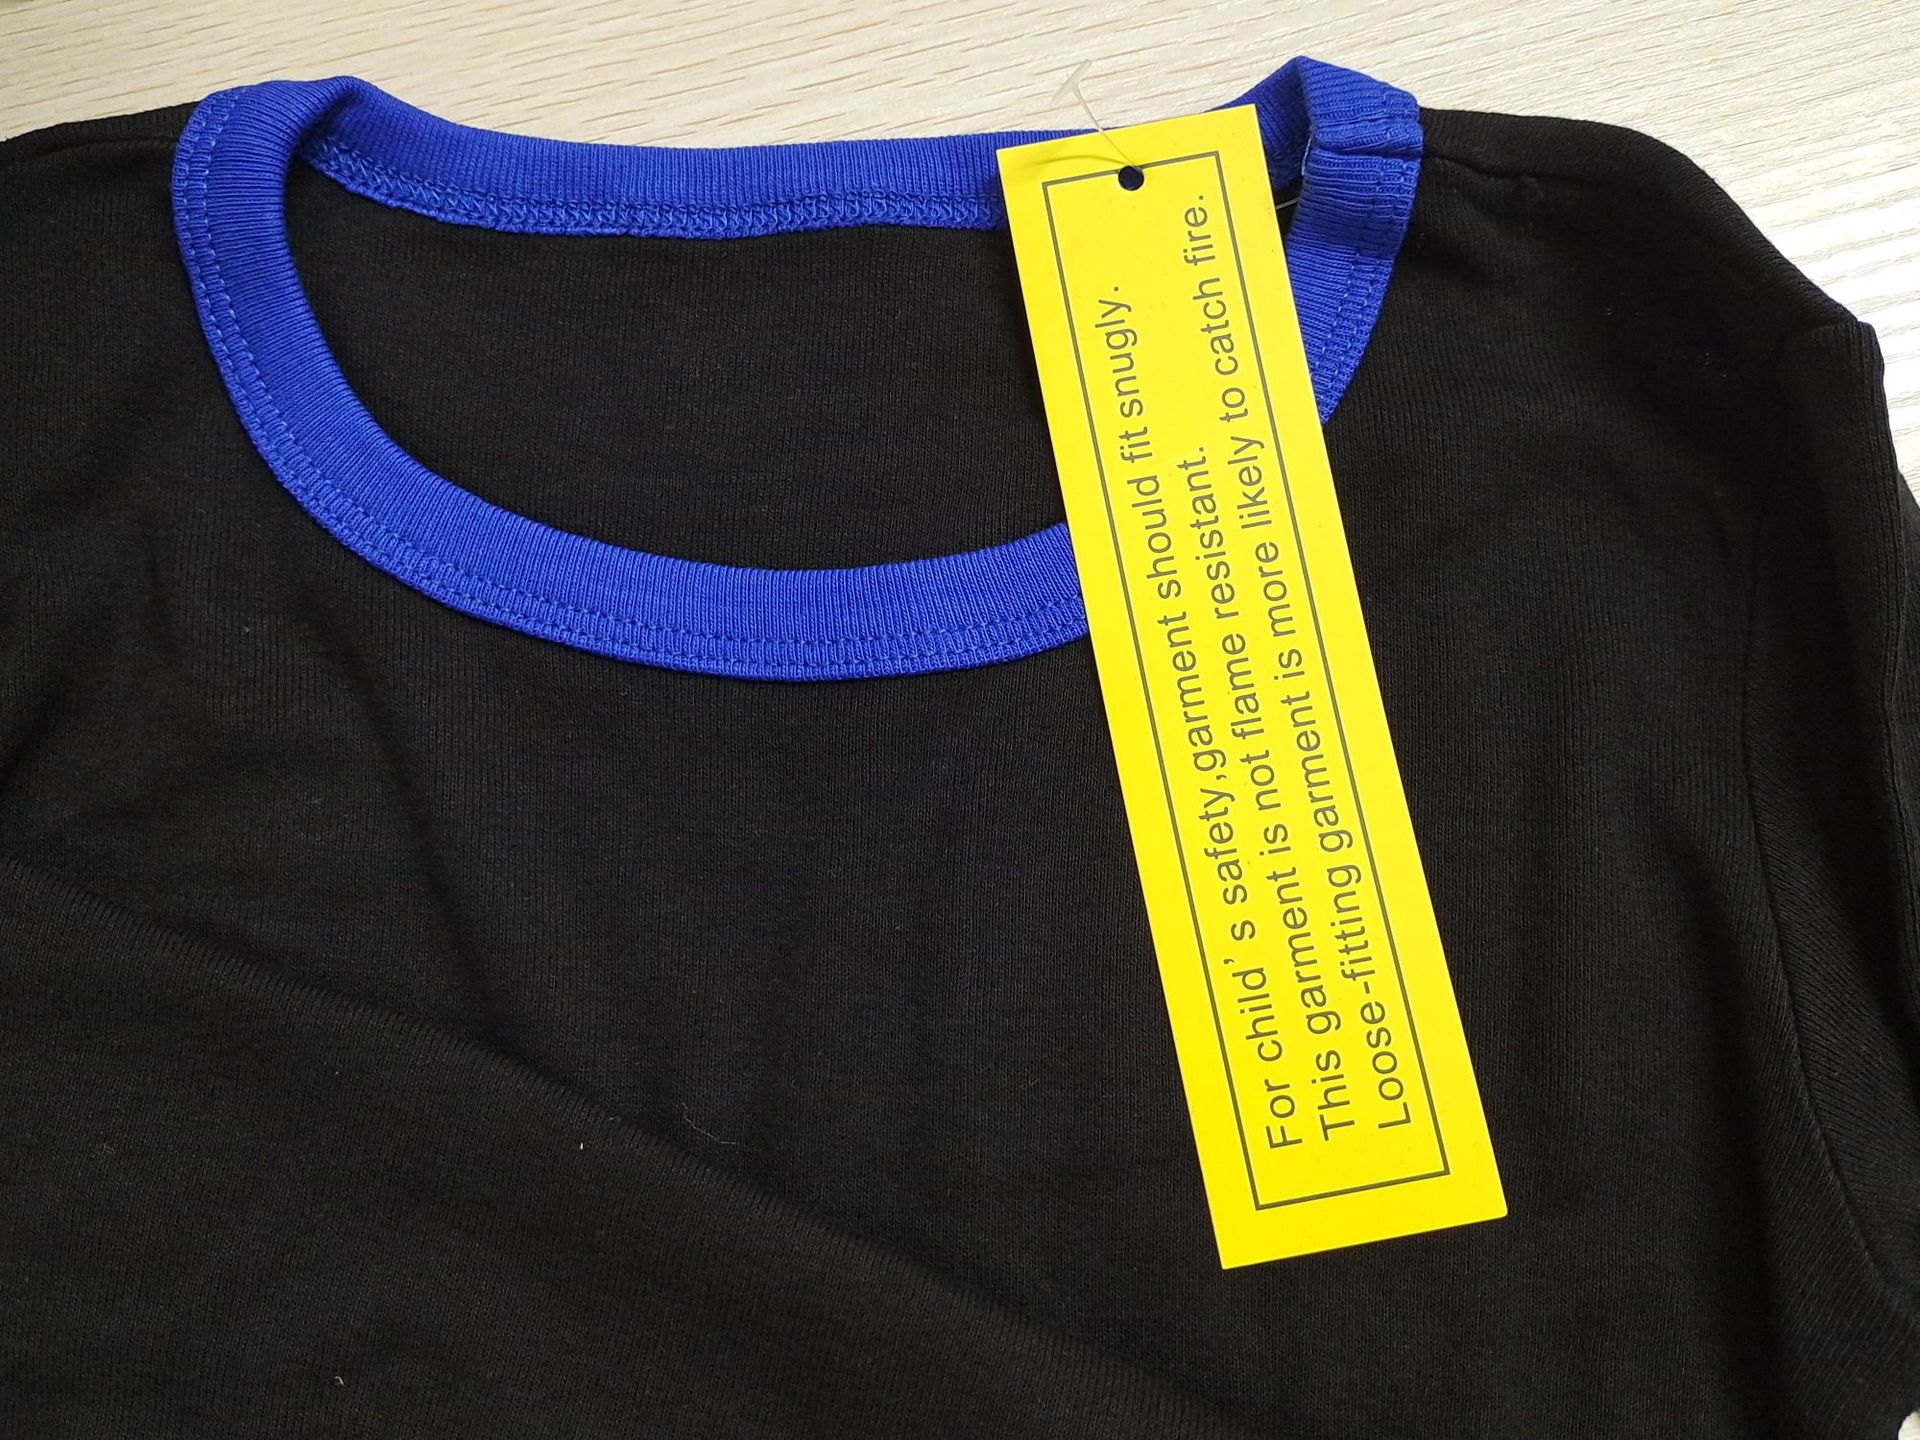 For child's safety,garment should fit snugly.
This garment is not flame resistant.
Loose-fitting garment is more likely to catch fire.